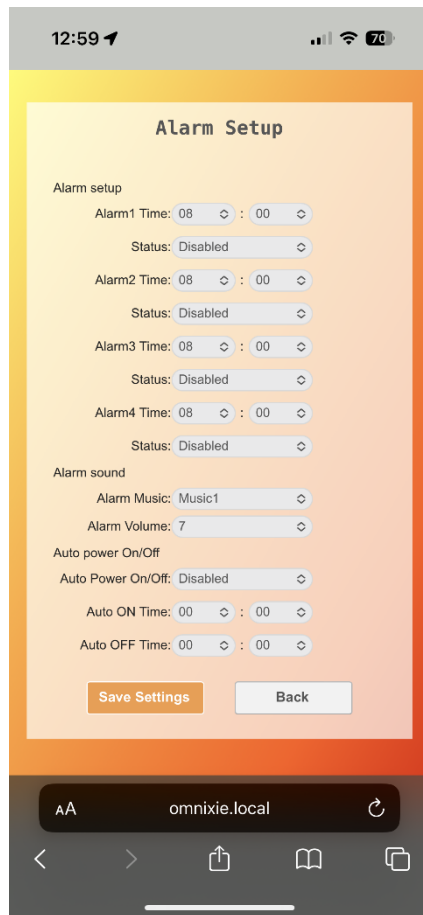 12:59 70
Alarm Setup
Alarm setup
Alarm1 Time: 08 : 00
Status: Disabled
Alarm2 Time: 08 : 00
Status: Disabled
Alarm3 Time: 08 : 00
Status: Disabled
Alarm4 Time: 08 : 00
Status: Disabled
Alarm sound
Alarm Music: Music1
Alarm Volume: 7
Auto power On/Off
Auto Power On/Off: Disabled
Auto ON Time: 00 : 00
Auto OFF Time: 00 : 00
Save Settings Back
AA omnixie.local